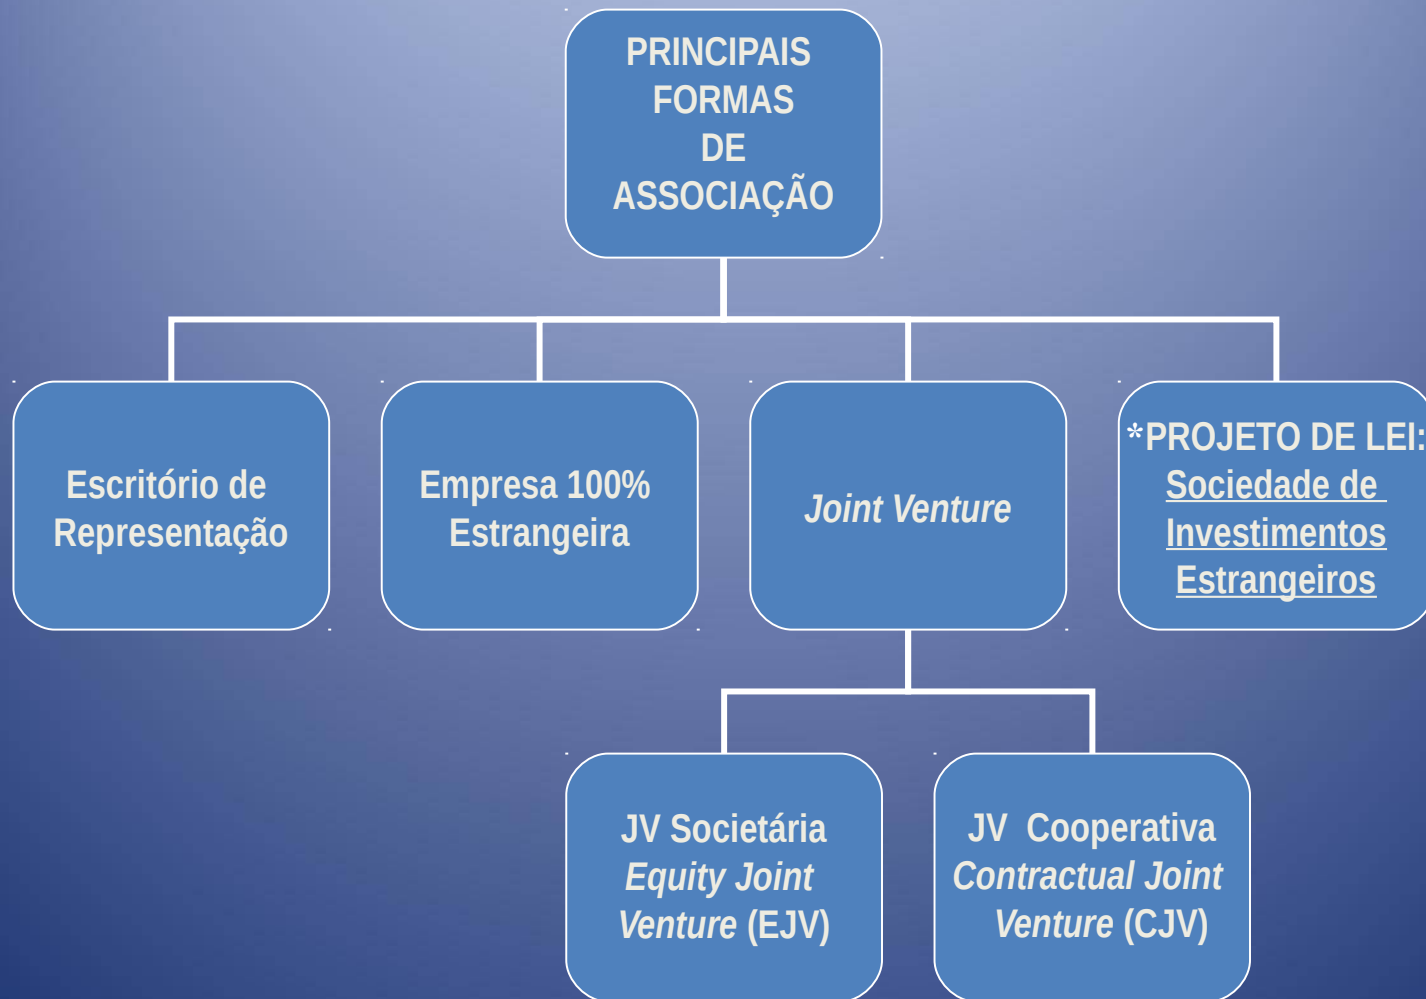 PRINCIPAIS
FORMAS
DE
ASSOCIAÇÃO
Escritório de
Representação
Empresa 100%
Estrangeira
Joint Venture
*PROJETO DE LEI:
Sociedade de
Investimentos
Estrangeiros
JV Societária
Equity Joint
Venture (EJV)
JV  Cooperativa
Contractual Joint
Venture (CJV)